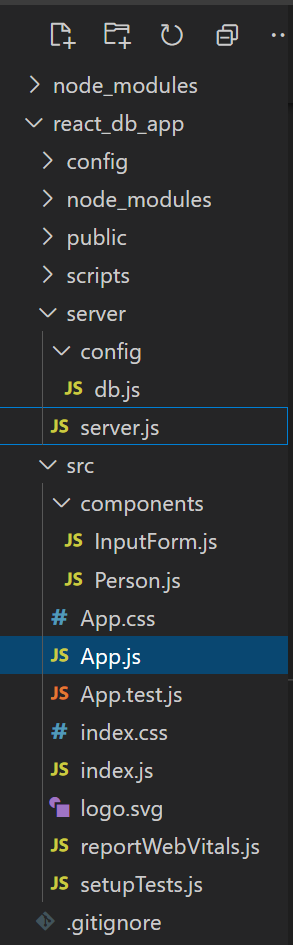 node_modules
react_db_app
config
node_modules
public
scripts
server
config
JS db.js
JS server.js
src
components
JS InputForm.js
JS Person.js
# App.css
JS App.js
JS App.test.js
# index.css
JS index.js
logo.svg
JS reportWebVitals.js
JS setupTests.js
.gitignore